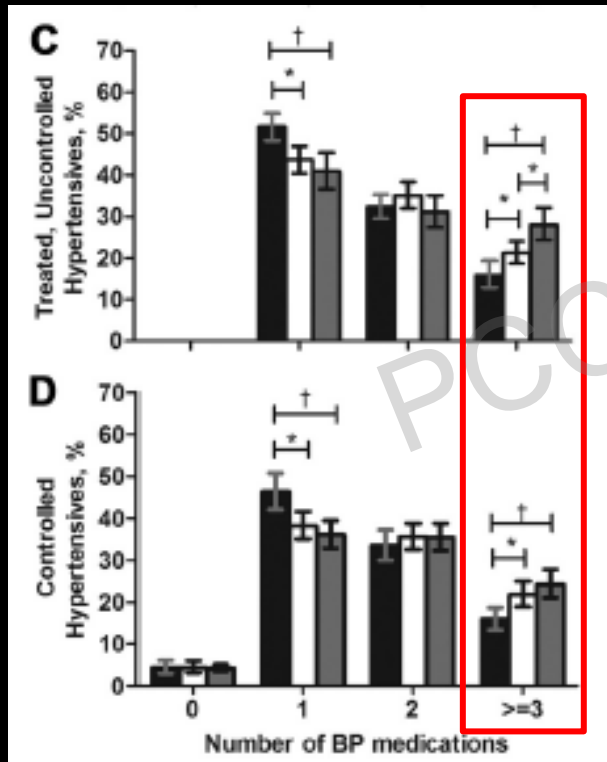 C
Treated, Uncontrolled
Hypertensives, %
70
60
50
40
30
20
10
0
†
*
†
*
*
D
Controlled
Hypertensives, %
70
60
50
40
30
20
10
0
†
*
†
*
0 1 2 >=3
Number of BP medications
PCC